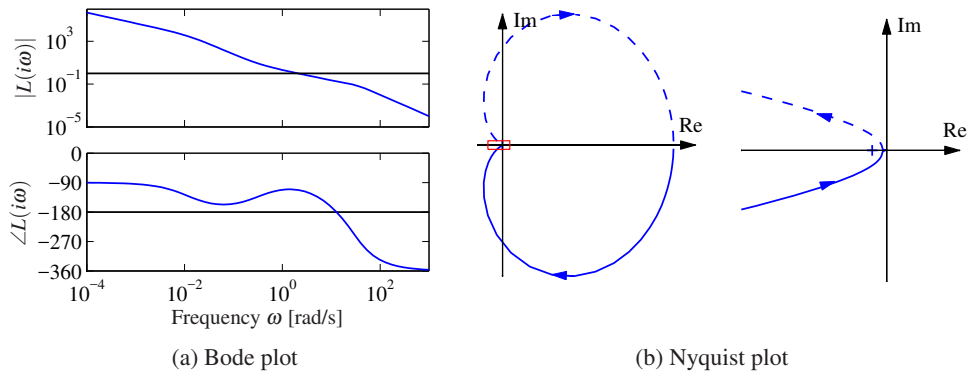 |L(iω)|
10^3
10^−1
10^−5
∠L(iω)
0
−90
−180
−270
−360
10^−4
10^−2
10^0
10^2
Frequency ω [rad/s]
(a) Bode plot
Im
Re
Im
Re
(b) Nyquist plot